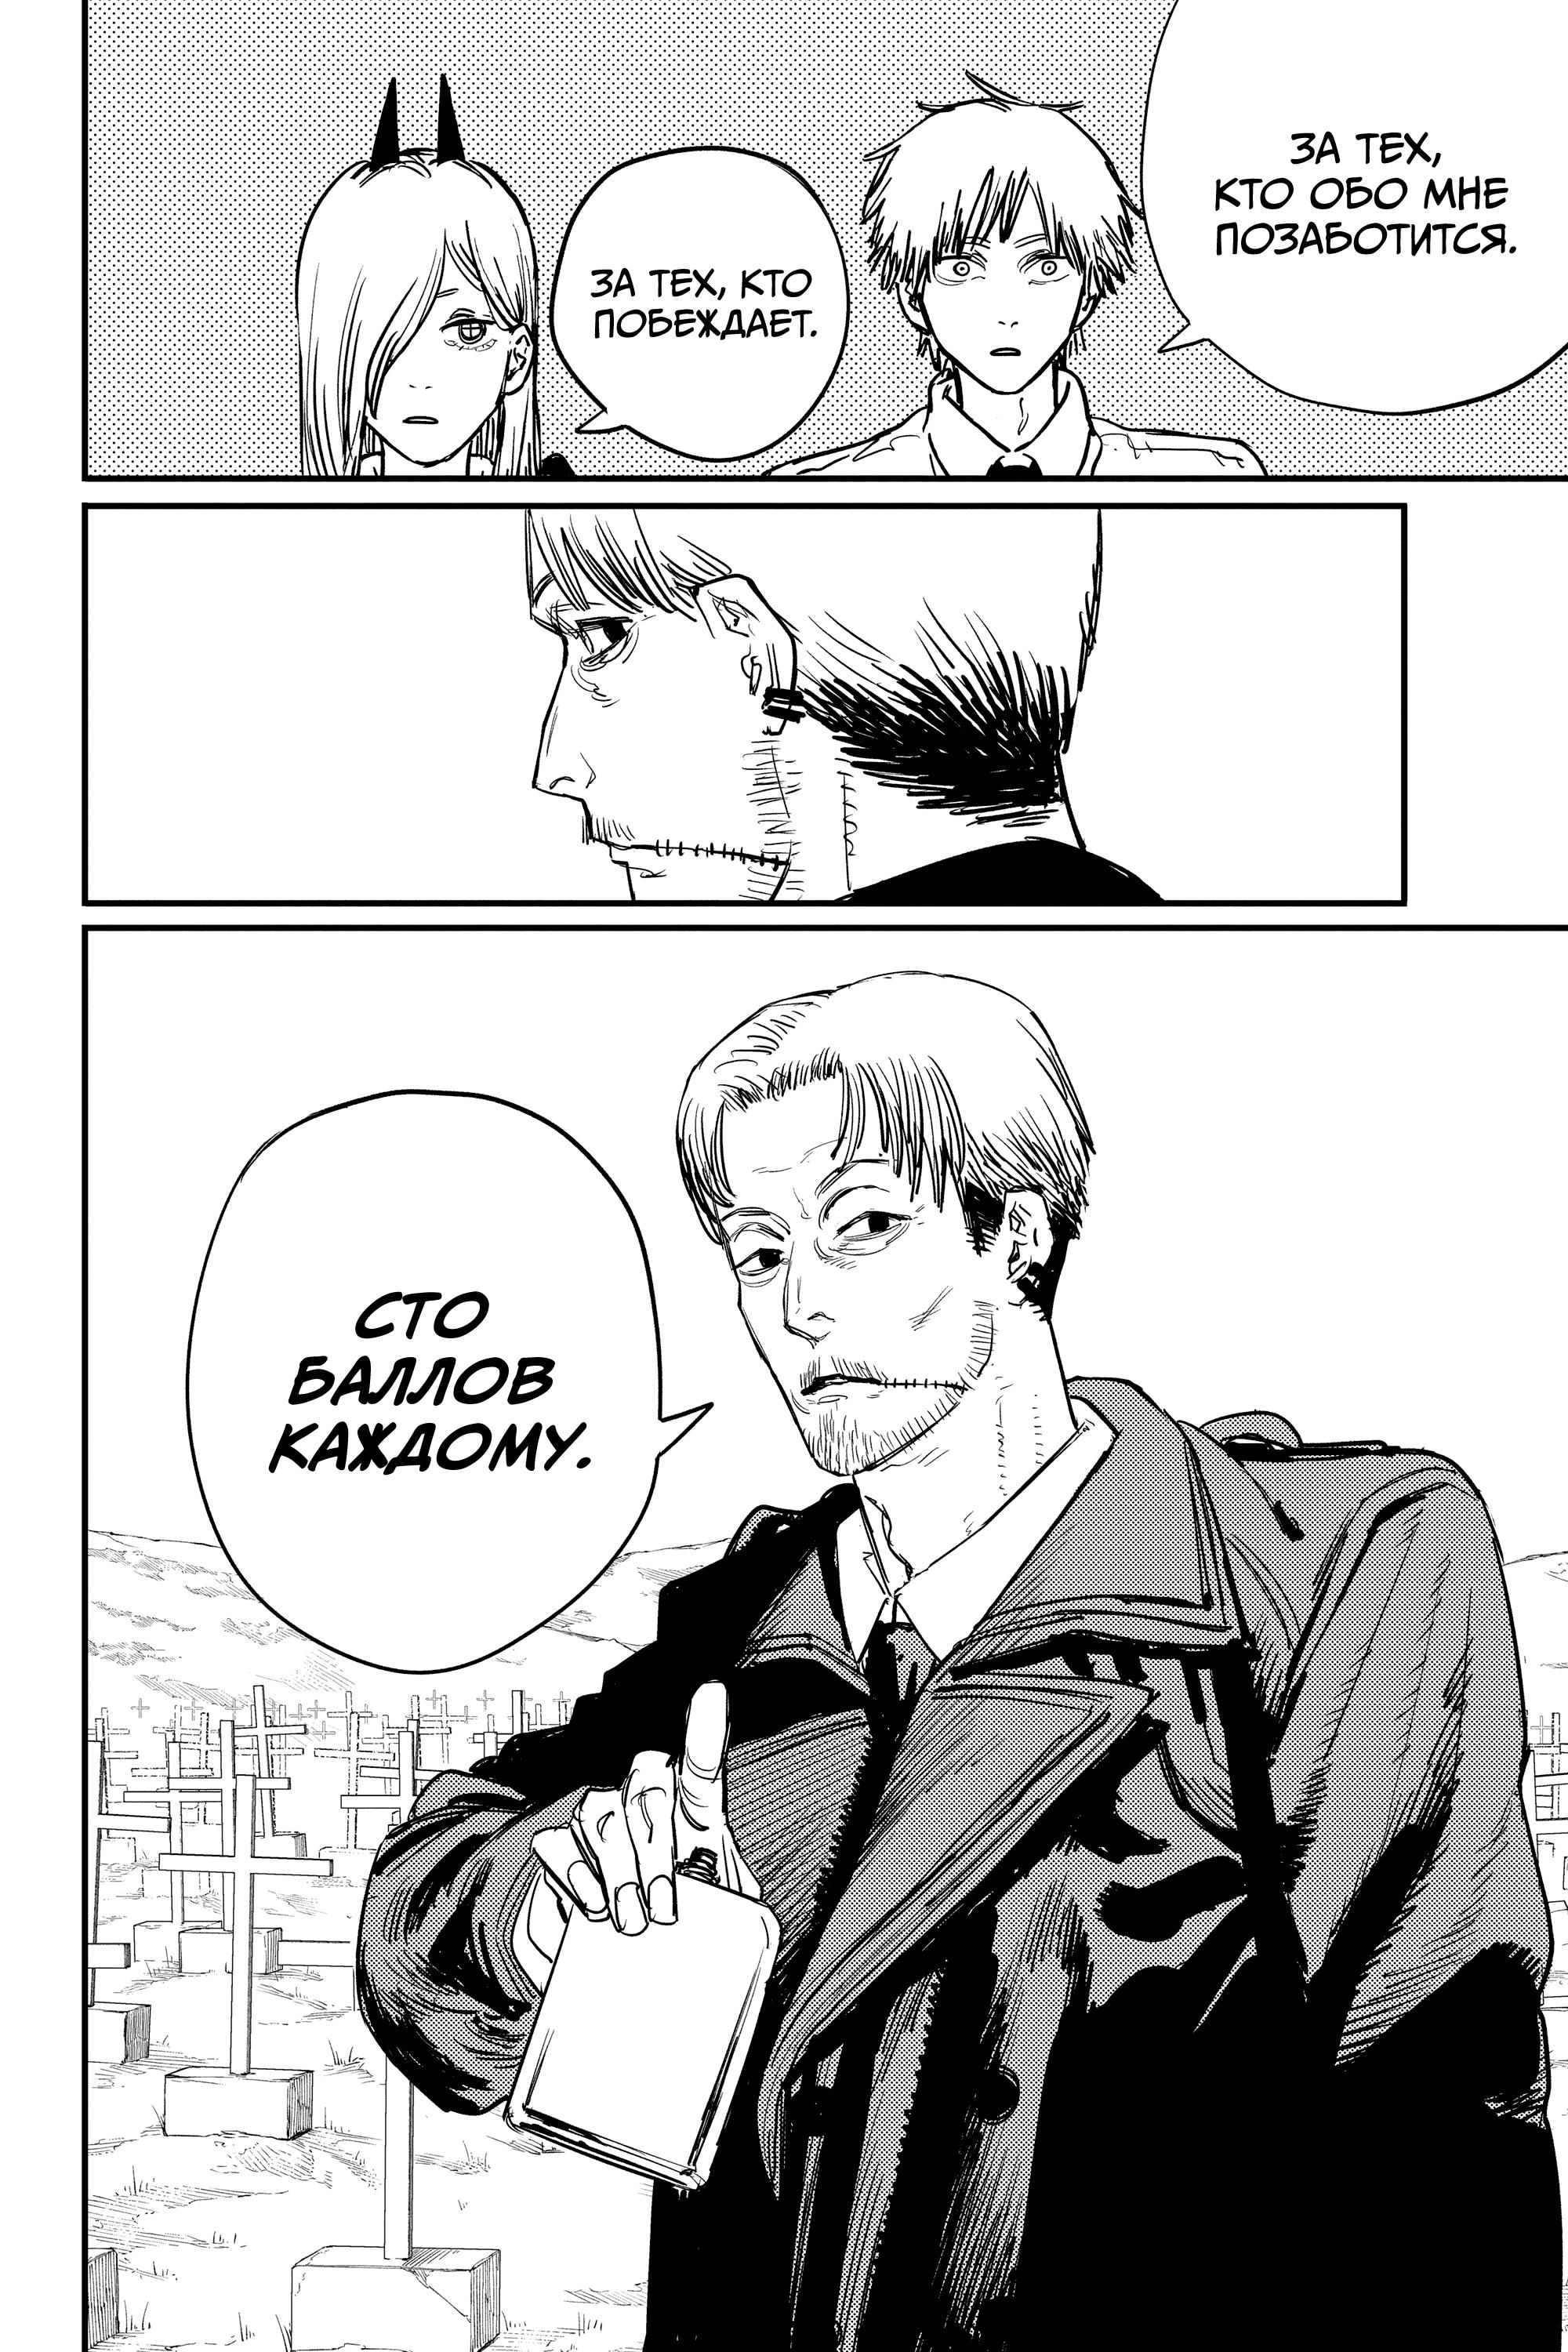 ЗА ТЕХ,
КТО ОБО МНЕ
ПОЗАБОТИТСЯ.
ЗА ТЕХ, КТО
ПОБЕЖДАЕТ.
СТО
БАЛЛОВ
КАЖДОМУ.